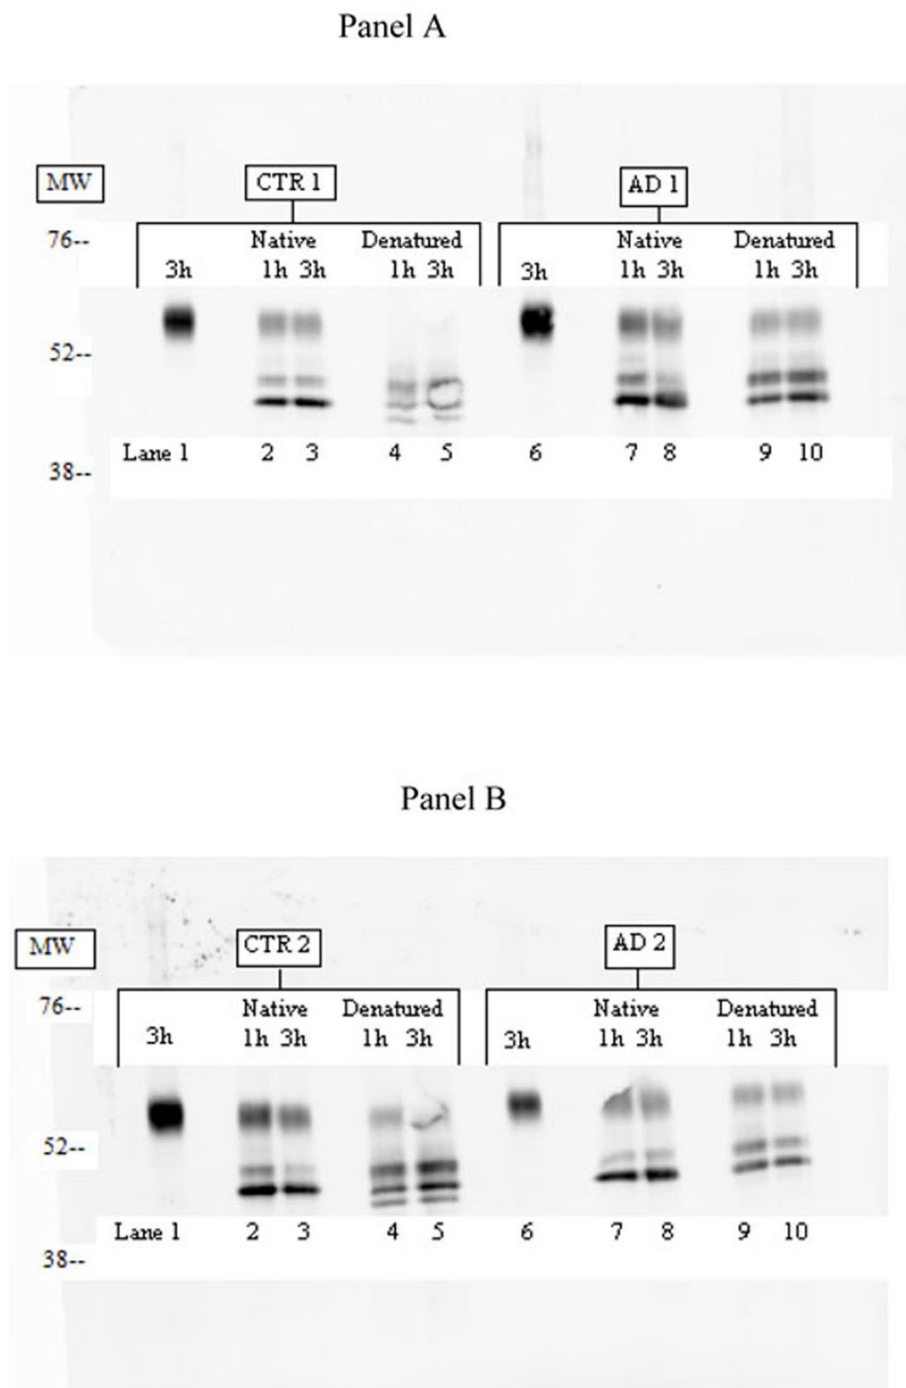 Panel A
MW CTR 1 AD 1
76-- Native Denatured Native Denatured
3h 1h 3h 1h 3h 3h 1h 3h 1h 3h
52--
Lane 1 2 3 4 5 6 7 8 9 10
38--
Panel B
MW CTR 2 AD 2
76-- Native Denatured Native Denatured
3h 1h 3h 1h 3h 3h 1h 3h 1h 3h
52--
Lane 1 2 3 4 5 6 7 8 9 10
38--